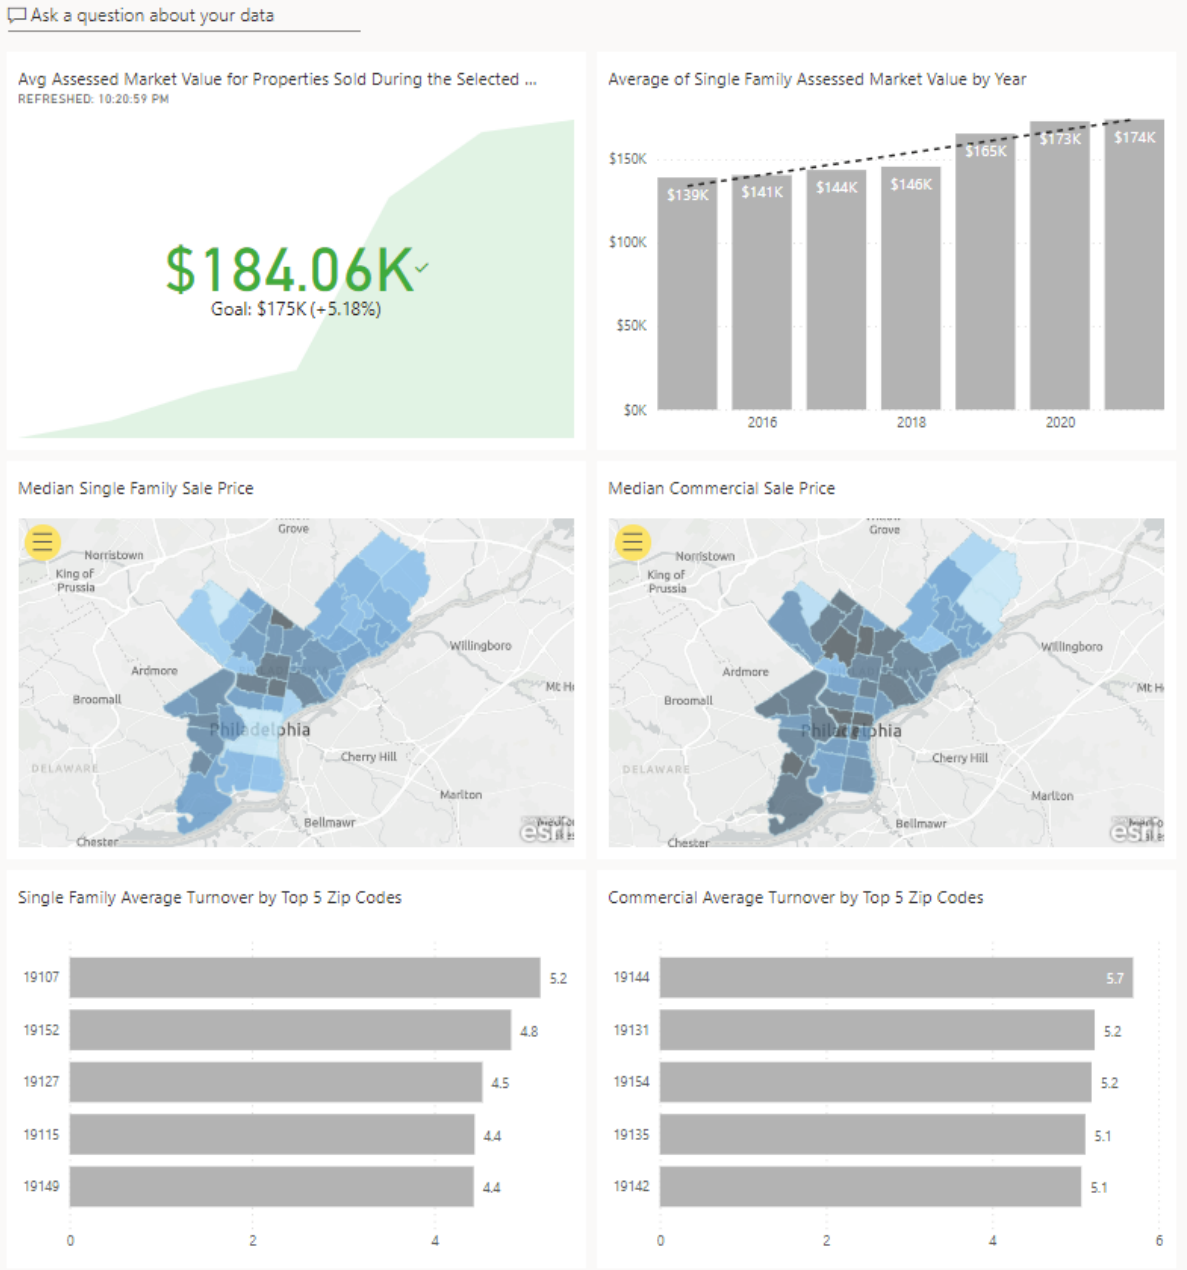 Ask a question about your data
Avg Assessed Market Value for Properties Sold During the Selected ...
REFRESHED: 10:20:59 PM
$184.06K
Goal: $175K (+5.18%)
Average of Single Family Assessed Market Value by Year
$150K
$100K
$50K
$0K
$139K
$141K
$144K
$146K
$165K
$173K
$174K
2016
2018
2020
Median Single Family Sale Price
Grove
Norristown
King of
Prussia
Willingboro
Ardmore
Broomall
Mt H
Philadelphia
Cherry Hill
DELAWARE
Marlton
Bellmawr
Chester
esri
Median Commercial Sale Price
Grove
Norristown
King of
Prussia
Willingboro
Ardmore
Broomall
Mt H
Philadelphia
Cherry Hill
DELAWARE
Marlton
Bellmawr
Chester
esri
Single Family Average Turnover by Top 5 Zip Codes
19107 5.2
19152 4.8
19127 4.5
19115 4.4
19149 4.4
0 2 4
Commercial Average Turnover by Top 5 Zip Codes
19144 5.7
19131 5.2
19154 5.2
19135 5.1
19142 5.1
0 2 4 6